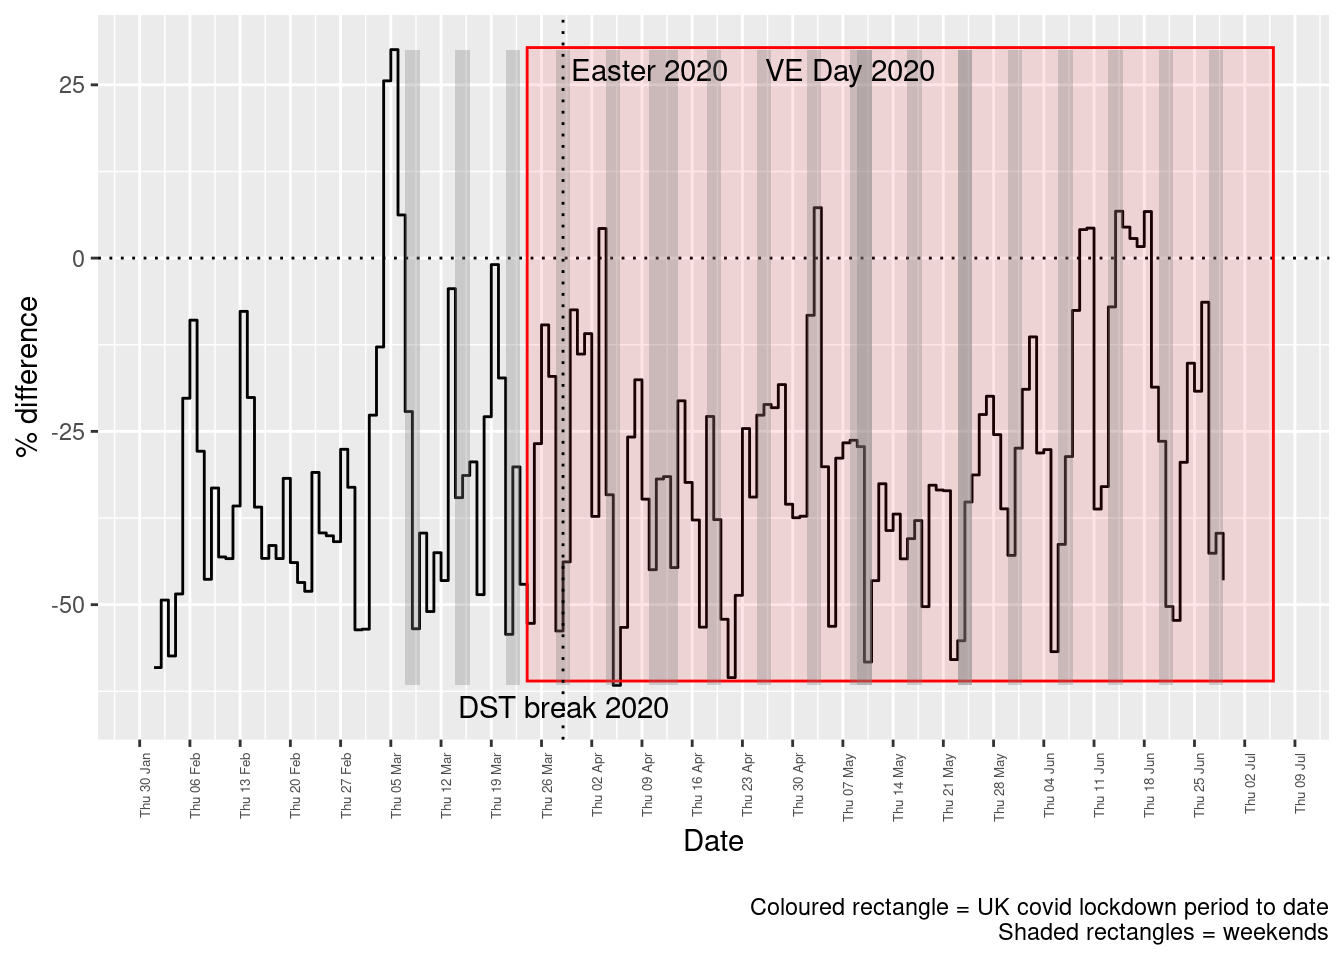 Easter 2020
VE Day 2020
25
0
-25
-50
% difference
DST break 2020
Thu 30 Jan
Thu 06 Feb
Thu 13 Feb
Thu 20 Feb
Thu 27 Feb
Thu 05 Mar
Thu 12 Mar
Thu 19 Mar
Thu 26 Mar
Thu 02 Apr
Thu 09 Apr
Thu 16 Apr
Thu 23 Apr
Thu 30 Apr
Thu 07 May
Thu 14 May
Thu 21 May
Thu 28 May
Thu 04 Jun
Thu 11 Jun
Thu 18 Jun
Thu 25 Jun
Thu 02 Jul
Thu 09 Jul
Date
Coloured rectangle = UK covid lockdown period to date
Shaded rectangles = weekends